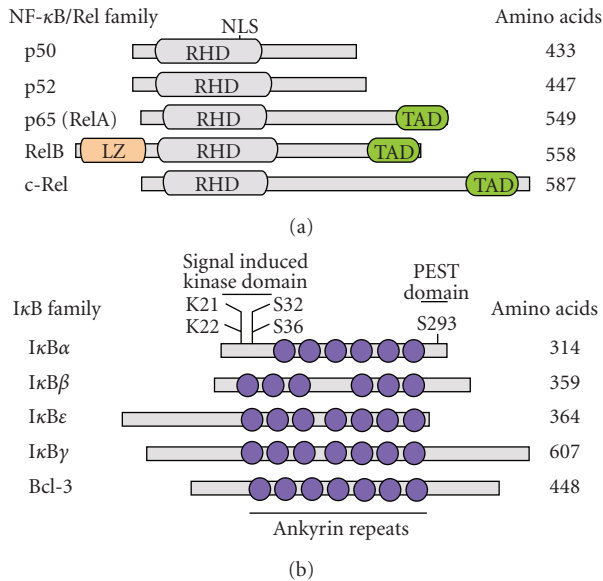 NF-κB/Rel family
NLS
Amino acids
p50
RHD
433
p52
RHD
447
p65 (RelA)
RHD
TAD
549
RelB
LZ
RHD
TAD
558
c-Rel
RHD
TAD
587
(a)
Signal induced
kinase domain
PEST
domain
IκB family
K21
S32
Amino acids
K22
S36
S293
IκBα
314
IκBβ
359
IκBε
364
IκBγ
607
Bcl-3
448
Ankyrin repeats
(b)